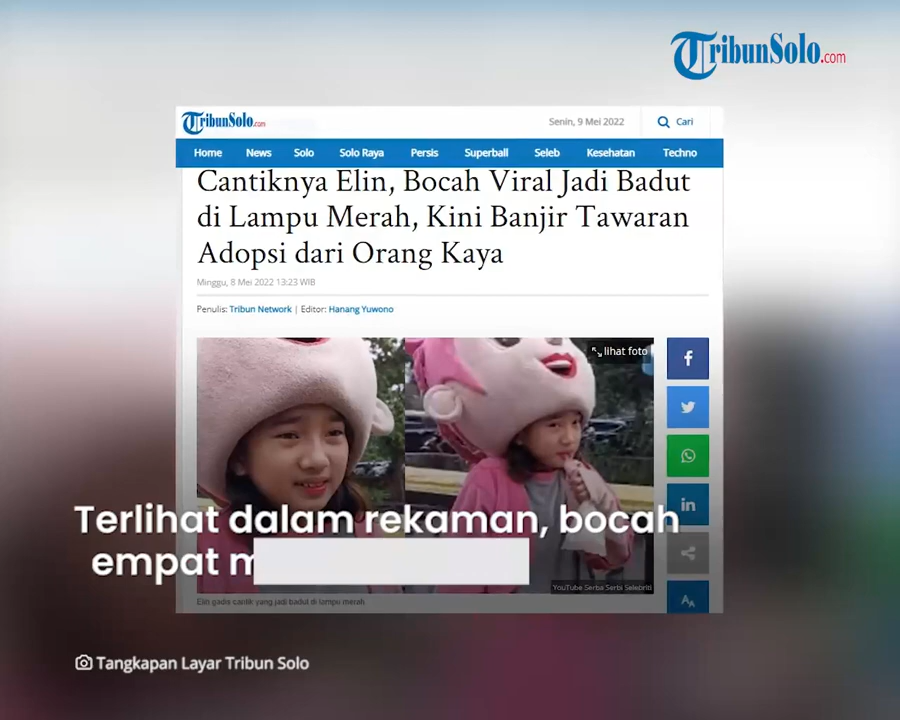 TribunSolo.com
TribunSolo.com
Senin, 9 Mei 2022
Cari
Home News Solo Solo Raya Persis Superball Seleb Kesehatan Techno
Cantiknya Elin, Bocah Viral Jadi Badut
di Lampu Merah, Kini Banjir Tawaran
Adopsi dari Orang Kaya
Minggu, 8 Mei 2022 13:23 WIB
Penulis: Tribun Network | Editor: Hanang Yuwono
lihat foto
Terlihat dalam rekaman, bocah
empat
YouTube Serba Serbi Selebriti
Elin gadis cantik yang jadi badut di lampu merah
AA
Tangkapan Layar Tribun Solo